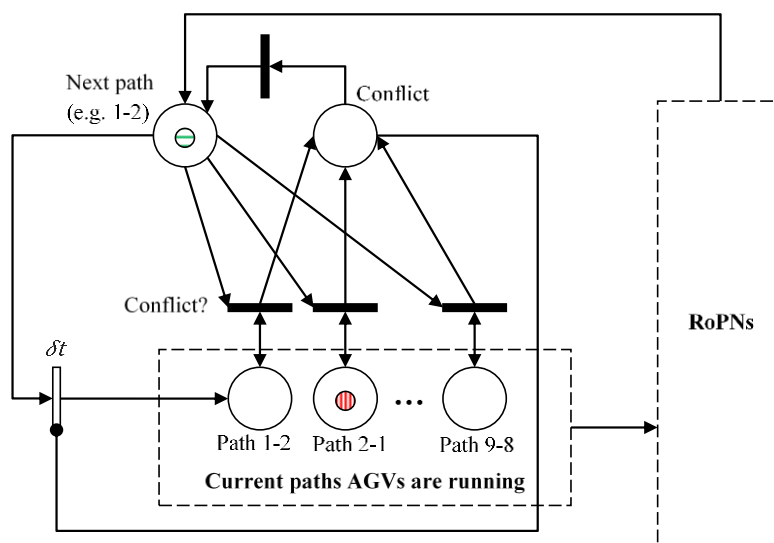 Next path
(e.g. 1-2)
Conflict
Conflict?
RoPNs
δt
...
Path 1-2
Path 2-1
Path 9-8
Current paths AGVs are running